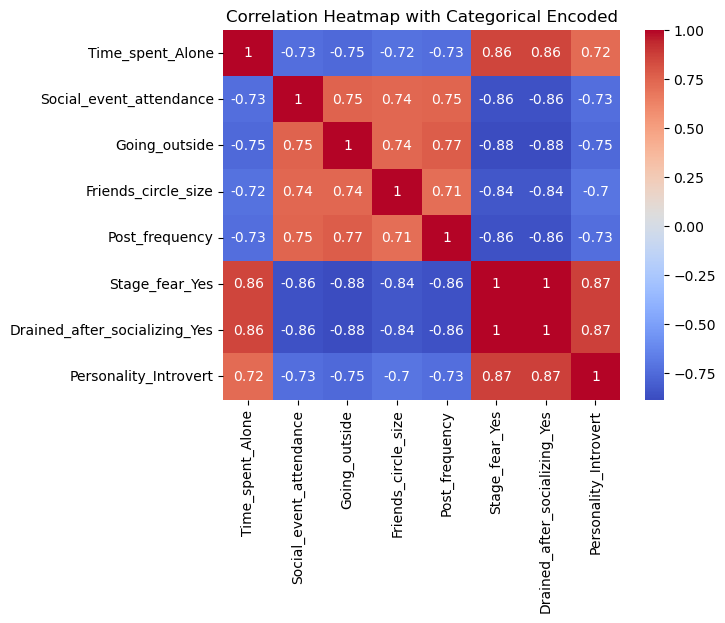 Correlation Heatmap with Categorical Encoded
Time_spent_Alone 1 -0.73 -0.75 -0.72 -0.73 0.86 0.86 0.72
Social_event_attendance -0.73 1 0.75 0.74 0.75 -0.86 -0.86 -0.73
Going_outside -0.75 0.75 1 0.74 0.77 -0.88 -0.88 -0.75
Friends_circle_size -0.72 0.74 0.74 1 0.71 -0.84 -0.84 -0.7
Post_frequency -0.73 0.75 0.77 0.71 1 -0.86 -0.86 -0.73
Stage_fear_Yes 0.86 -0.86 -0.88 -0.84 -0.86 1 1 0.87
Drained_after_socializing_Yes 0.86 -0.86 -0.88 -0.84 -0.86 1 1 0.87
Personality_Introvert 0.72 -0.73 -0.75 -0.7 -0.73 0.87 0.87 1
Time_spent_Alone
Social_event_attendance
Going_outside
Friends_circle_size
Post_frequency
Stage_fear_Yes
Drained_after_socializing_Yes
Personality_Introvert
1.00
0.75
0.50
0.25
0.00
−0.25
−0.50
−0.75